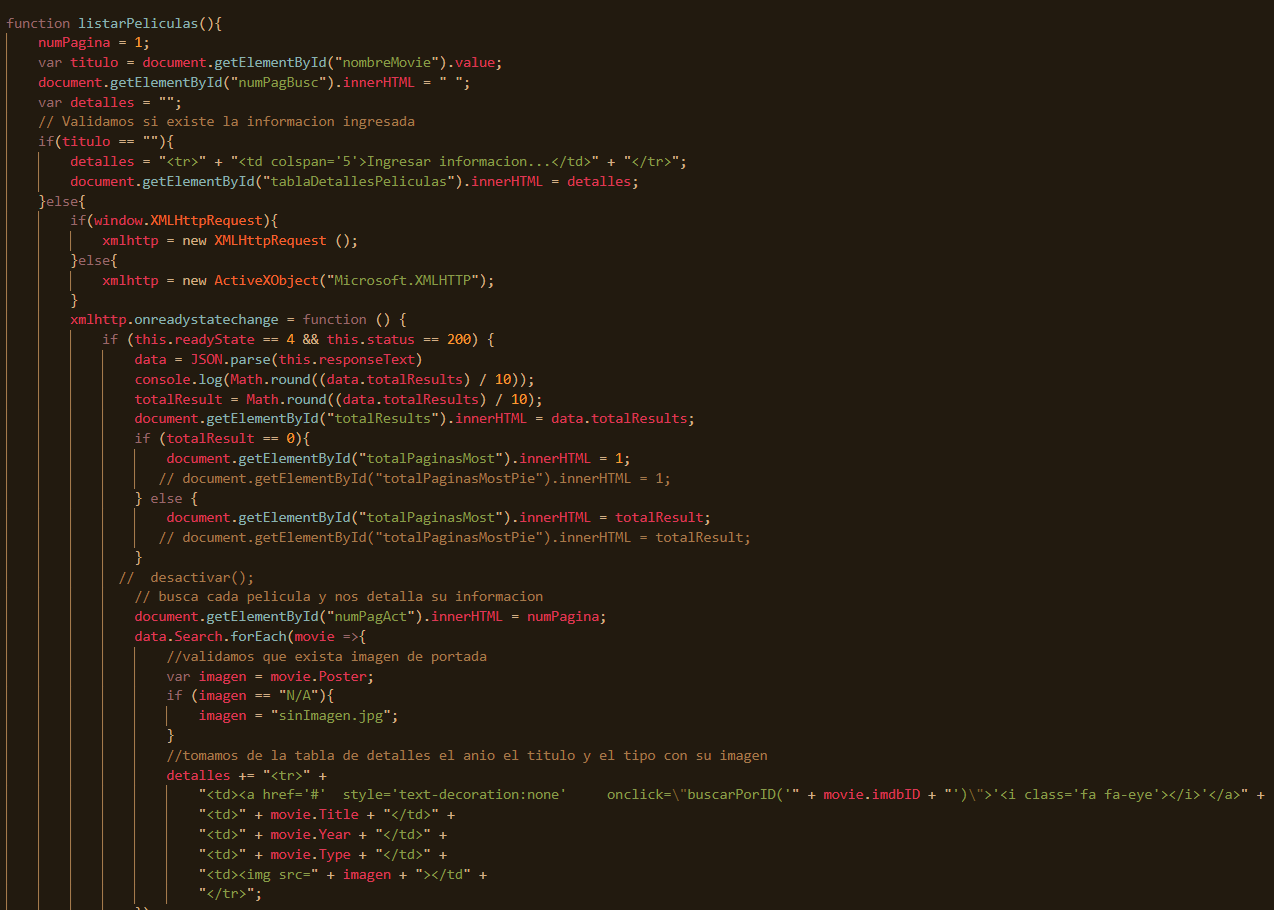 function listarPeliculas(){
numPagina = 1;
var titulo = document.getElementById("nombreMovie").value;
document.getElementById("numPagBusc").innerHTML = " ";
var detalles = "";
// Validamos si existe la informacion ingresada
if(titulo == ""){
detalles = "<tr>" + "<td colspan='5'>Ingresar informacion...</td>" + "</tr>";
document.getElementById("tablaDetallesPeliculas").innerHTML = detalles;
}else{
if(window.XMLHttpRequest){
xmlhttp = new XMLHttpRequest ();
}else{
xmlhttp = new ActiveXObject("Microsoft.XMLHTTP");
}
xmlhttp.onreadystatechange = function () {
if (this.readyState == 4 && this.status == 200) {
data = JSON.parse(this.responseText)
console.log(Math.round((data.totalResults) / 10));
totalResult = Math.round((data.totalResults) / 10);
document.getElementById("totalResults").innerHTML = data.totalResults;
if (totalResult == 0){
document.getElementById("totalPaginasMost").innerHTML = 1;
// document.getElementById("totalPaginasMostPie").innerHTML = 1;
} else {
document.getElementById("totalPaginasMost").innerHTML = totalResult;
// document.getElementById("totalPaginasMostPie").innerHTML = totalResult;
}
//  desactivar();
// busca cada pelicula y nos detalla su informacion
document.getElementById("numPagAct").innerHTML = numPagina;
data.Search.forEach(movie =>{
//validamos que exista imagen de portada
var imagen = movie.Poster;
if (imagen == "N/A"){
imagen = "sinImagen.jpg";
}
//tomamos de la tabla de detalles el anio el titulo y el tipo con su imagen
detalles += "<tr>" +
"<td><a href='#'  style='text-decoration:none'     onclick=\"buscarPorID('" + movie.imdbID + "')\">'<i class='fa fa-eye'></i>'</a>" +
"<td>" + movie.Title + "</td>" +
"<td>" + movie.Year + "</td>" +
"<td>" + movie.Type + "</td>" +
"<td><img src=" + imagen + "></td" +
"</tr>";